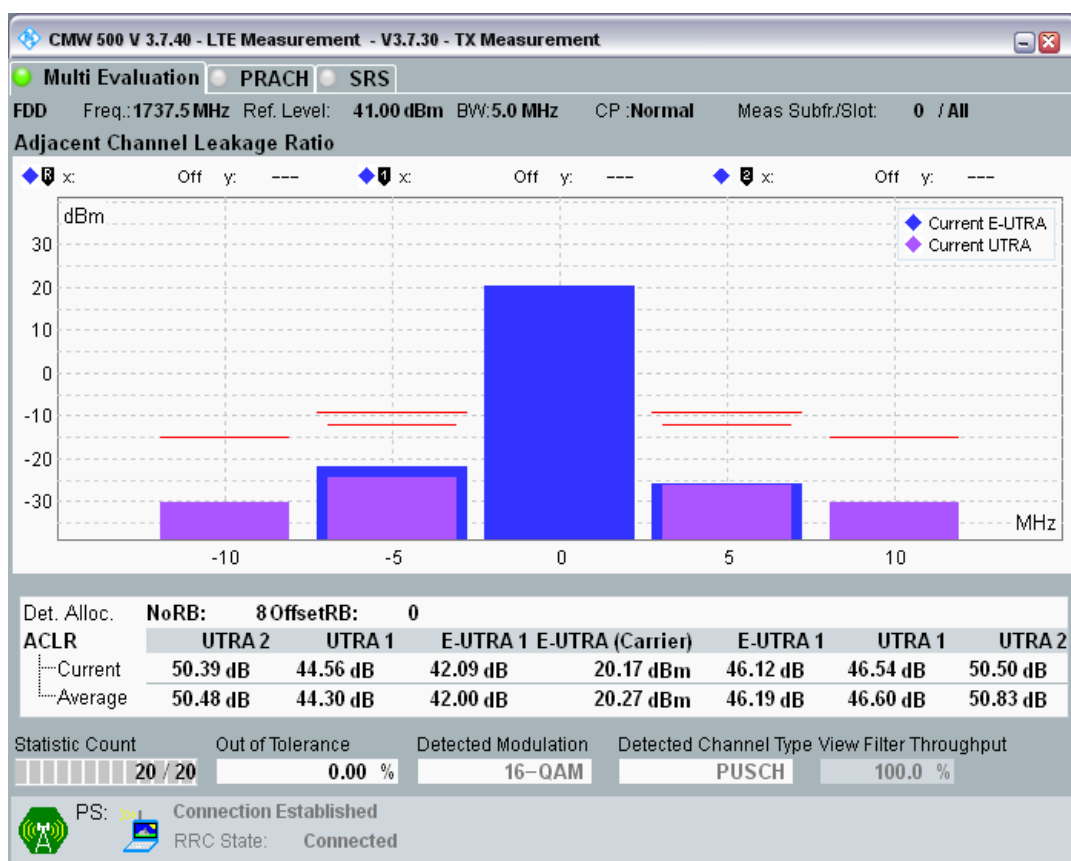 CMW 500 V 3.7.40 - LTE Measurement - V3.7.30 - TX Measurement
Multi Evaluation PRACH SRS
FDD Freq.: 1737.5 MHz Ref. Level: 41.00 dBm BW: 5.0 MHz CP : Normal Meas Subfr./Slot: 0 / All
Adjacent Channel Leakage Ratio
R x: Off y: --- 1 x: Off y: --- 2 x: Off y: ---
dBm
Current E-UTRA
Current UTRA
30
20
10
0
-10
-20
-30
MHz
-10 -5 0 5 10
Det. Alloc. NoRB: 8 OffsetRB: 0
ACLR UTRA 2 UTRA 1 E-UTRA 1 E-UTRA (Carrier) E-UTRA 1 UTRA 1 UTRA 2
Current 50.39 dB 44.56 dB 42.09 dB 20.17 dBm 46.12 dB 46.54 dB 50.50 dB
Average 50.48 dB 44.30 dB 42.00 dB 20.27 dBm 46.19 dB 46.60 dB 50.83 dB
Statistic Count Out of Tolerance Detected Modulation Detected Channel Type View Filter Throughput
20 / 20 0.00 % 16-QAM PUSCH 100.0 %
PS: Connection Established
RRC State: Connected